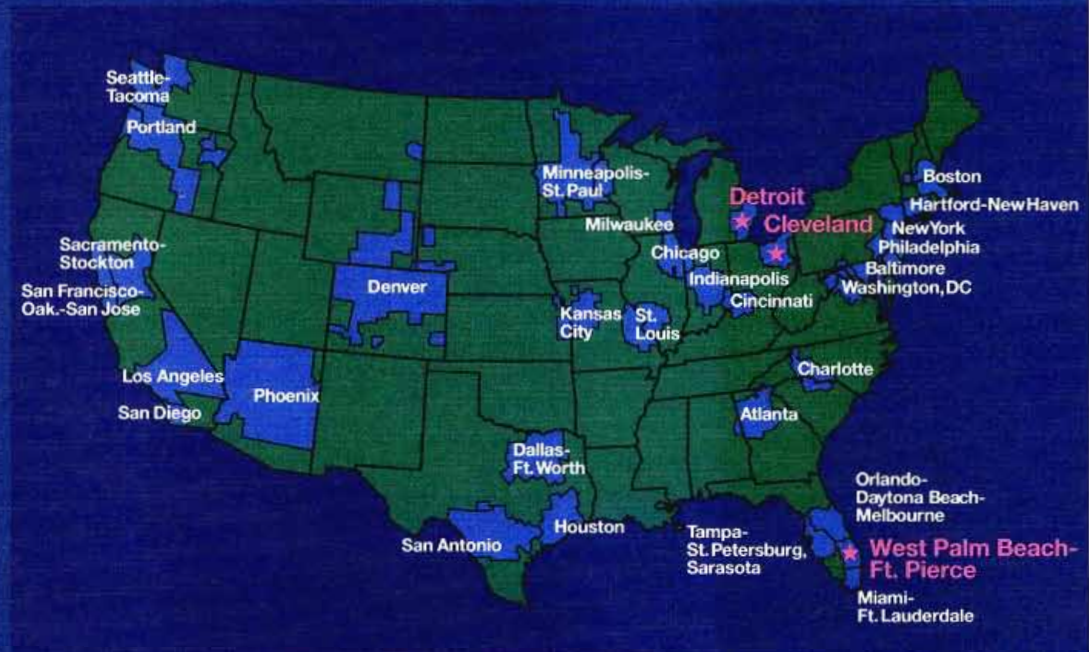 Seattle-
Tacoma
Portland
Minneapolis-
St. Paul
Milwaukee
Detroit
Cleveland
Boston
Hartford-New Haven
New York
Philadelphia
Baltimore
Washington, DC
Sacramento-
Stockton
San Francisco-
Oak.-San Jose
Denver
Chicago
Indianapolis
Cincinnati
Kansas
City
St.
Louis
Los Angeles
Phoenix
San Diego
Charlotte
Atlanta
Dallas-
Ft. Worth
Houston
San Antonio
Orlando-
Daytona Beach-
Melbourne
Tampa-
St. Petersburg,
Sarasota
West Palm Beach-
Ft. Pierce
Miami-
Ft. Lauderdale